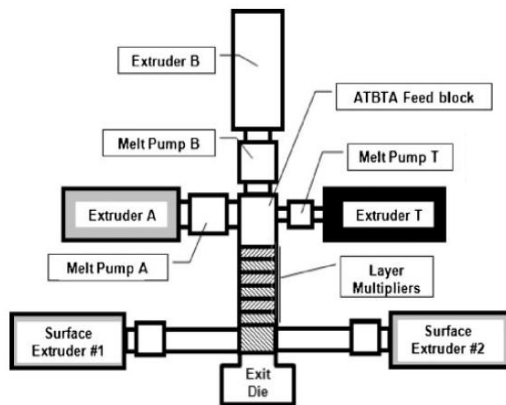 Extruder B
ATBTA Feed block
Melt Pump B
Melt Pump T
Extruder A
Extruder T
Melt Pump A
Layer
Multipliers
Surface
Extruder #1
Surface
Extruder #2
Exit
Die